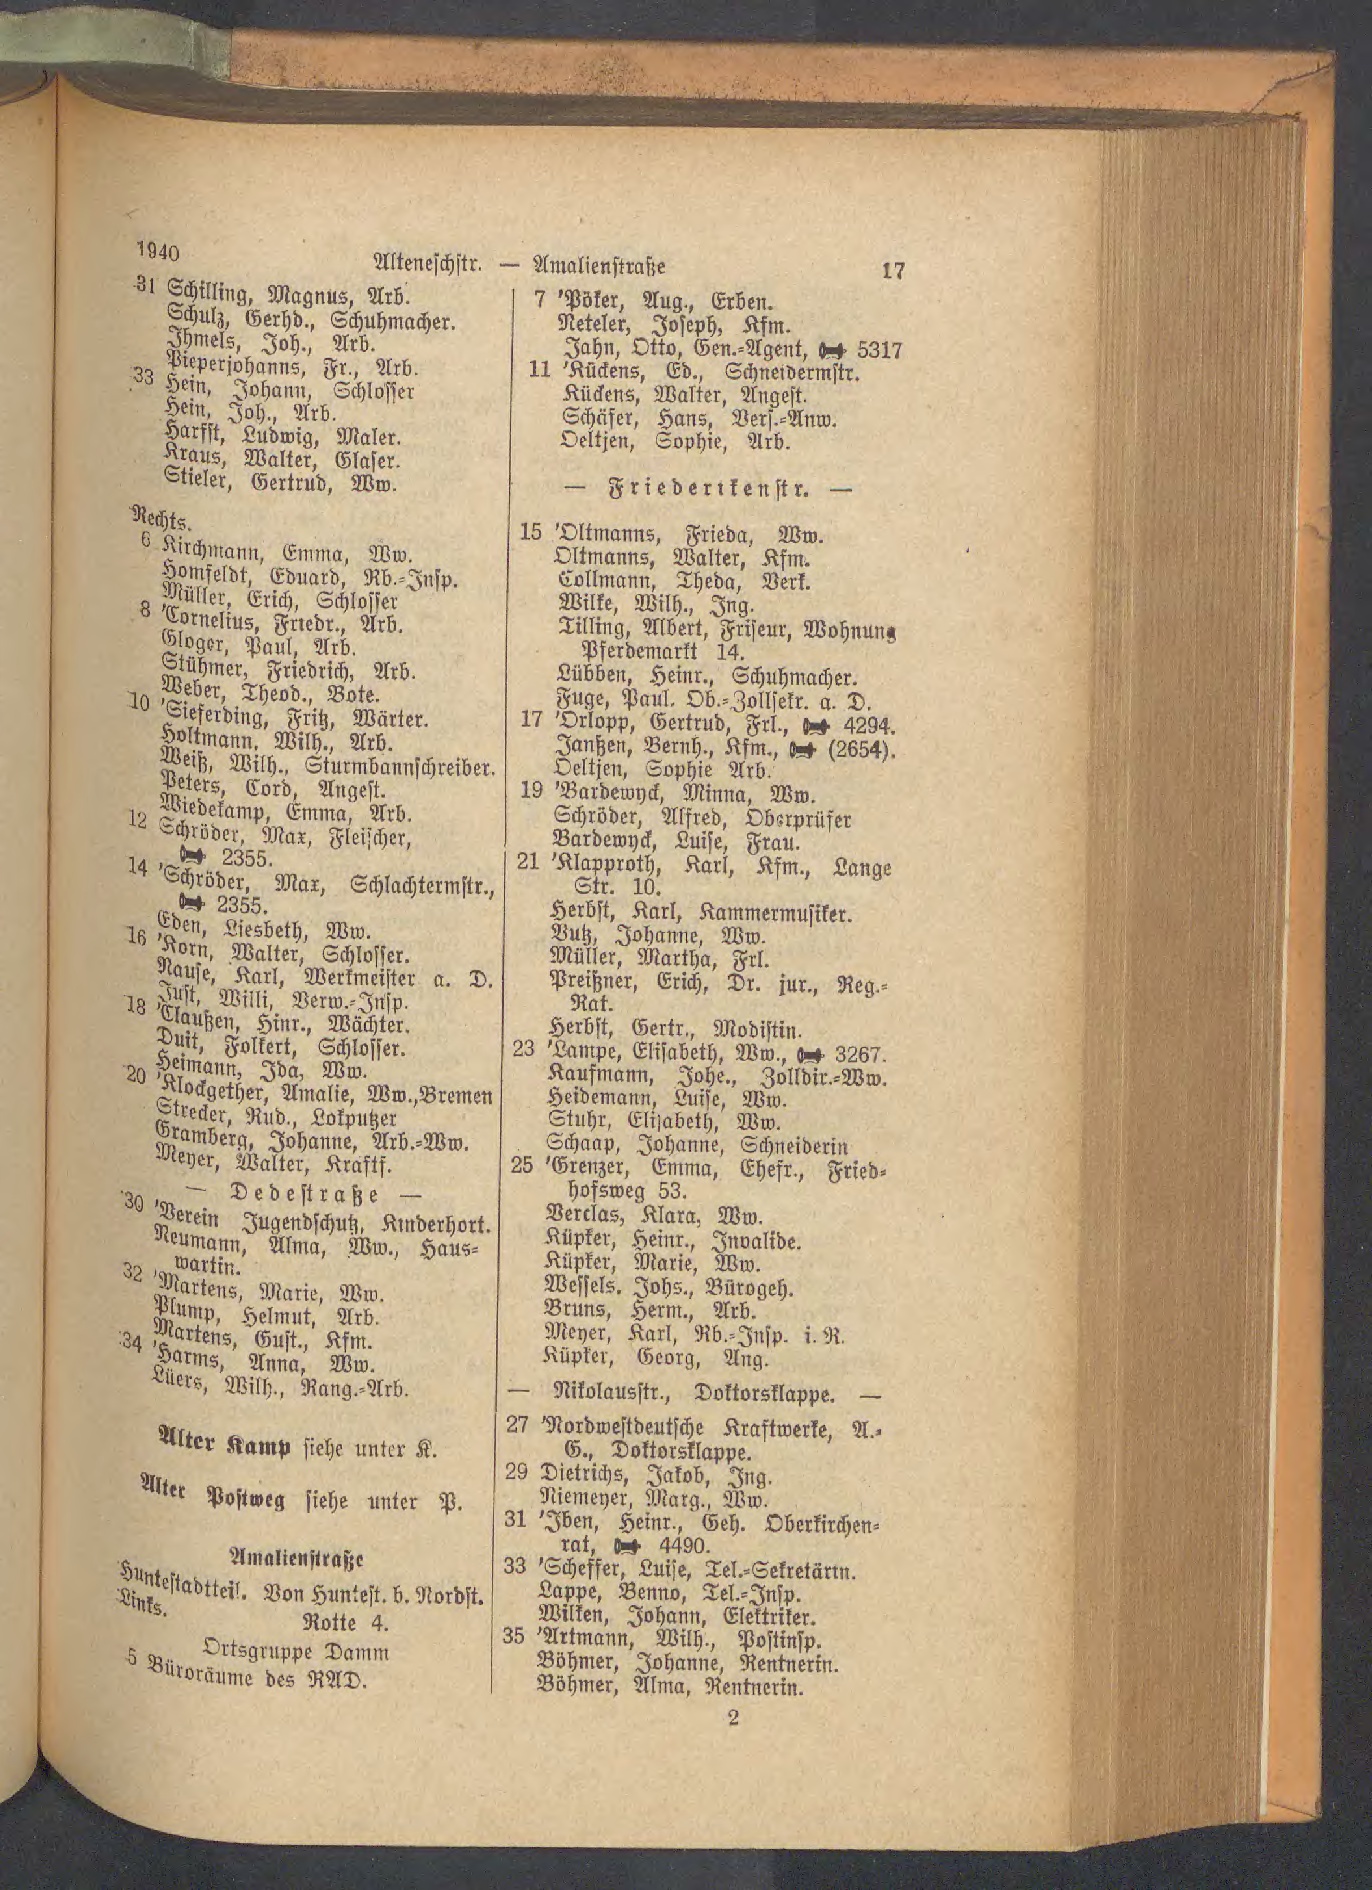 1940
Alteneschstr. — Amalienstraße
17
31 Schilling, Magnus, Arb.
Schulz, Gerhd., Schuhmacher.
Ihmels, Joh., Arb.
Pieperjohanns, Fr., Arb.
33 Hein, Johann, Schlosser
Hein, Joh., Arb.
Harfst, Ludwig, Maler.
Kraus, Walter, Glaser.
Stieler, Gertrud, Ww.
Rechts.
6 Kirchmann, Emma, Ww.
Homfeldt, Eduard, Rb.-Insp.
Müller, Erich, Schlosser
8 'Cornelius, Friedr., Arb.
Gloger, Paul, Arb.
Stühmer, Friedrich, Arb.
Weber, Theod., Bote.
10 'Sieferding, Fritz, Wärter.
Holtmann, Wilh., Arb.
Weiß, Wilh., Sturmbannschreiber.
Peters, Cord, Angest.
Wiedekamp, Emma, Arb.
12 Schröder, Max, Fleischer,
2355.
14 'Schröder, Max, Schlachtermstr.,
2355.
Eden, Liesbeth, Ww.
16 'Korn, Walter, Schlosser.
Nause, Karl, Werkmeister a. D.
Just, Willi, Verw.-Insp.
18 'Claußen, Hinr., Wächter.
Duit, Folkert, Schlosser.
Heimann, Ida, Ww.
20 'Klockgether, Amalie, Ww., Bremen
Streder, Rud., Lokputzer
Gramberg, Johanne, Arb.-Ww.
Meyer, Walter, Kraftf.
— Dedestraße —
30 'Verein Jugendschutz, Kinderhort.
Neumann, Alma, Ww., Haus-
wartin.
32 'Martens, Marie, Ww.
Plump, Helmut, Arb.
Martens, Gust., Kfm.
34 'Harms, Anna, Ww.
Lüers, Wilh., Rang.-Arb.
Alter Kamp siehe unter K.
Alter Postweg siehe unter P.
Amalienstraße
Huntestadtteil. Von Huntest. b. Nordst.
Links.
Rotte 4.
Ortsgruppe Damm
5 Büroräume des RAD.
7 'Pöker, Aug., Erben.
Neteler, Joseph, Kfm.
Jahn, Otto, Gen.-Agent, 5317
11 'Kückens, Ed., Schneidermstr.
Kückens, Walter, Angest.
Schäfer, Hans, Vers.-Anw.
Oeltjen, Sophie, Arb.
— Friederikenstr. —
15 'Oltmanns, Frieda, Ww.
Oltmanns, Walter, Kfm.
Collmann, Theda, Verk.
Wilke, Wilh., Ing.
Tilling, Albert, Friseur, Wohnung
Pferdemarkt 14.
Lübben, Heinr., Schuhmacher.
Fuge, Paul. Ob.-Zollsekr. a. D.
17 'Orlopp, Gertrud, Frl., 4294.
Janßen, Bernh., Kfm., (2654).
Oeltjen, Sophie Arb.
19 'Bardewyck, Minna, Ww.
Schröder, Alfred, Oberprüfer
Bardewyck, Luise, Frau.
21 'Klapproth, Karl, Kfm., Lange
Str. 10.
Herbst, Karl, Kammermusiker.
Butz, Johanne, Ww.
Müller, Martha, Frl.
Preißner, Erich, Dr. jur., Reg.-
Rat.
Herbst, Gertr., Modistin.
23 'Lampe, Elisabeth, Ww., 3267.
Kaufmann, Johe., Zolldir.-Ww.
Heidemann, Luise, Ww.
Stuhr, Elisabeth, Ww.
Schaap, Johanne, Schneiderin
25 'Grenzer, Emma, Ehefr., Fried-
hofsweg 53.
Verclas, Klara, Ww.
Küpker, Heinr., Invalide.
Küpker, Marie, Ww.
Wessels. Johs., Bürogeh.
Bruns, Herm., Arb.
Meyer, Karl, Rb.-Insp. i. R.
Küpker, Georg, Ang.
— Nikolausstr., Doktorsklappe. —
27 'Nordwestdeutsche Kraftwerke, A.-
G., Doktorsklappe.
29 Dietrichs, Jakob, Ing.
Niemeyer, Marg., Ww.
31 'Iben, Heinr., Geh. Oberkirchen-
rat, 4490.
33 'Scheffer, Luise, Tel.-Sekretärin.
Lappe, Benno, Tel.-Insp.
Wilken, Johann, Elektriker.
35 'Artmann, Wilh., Postinsp.
Böhmer, Johanne, Rentnerin.
Böhmer, Alma, Rentnerin.
2